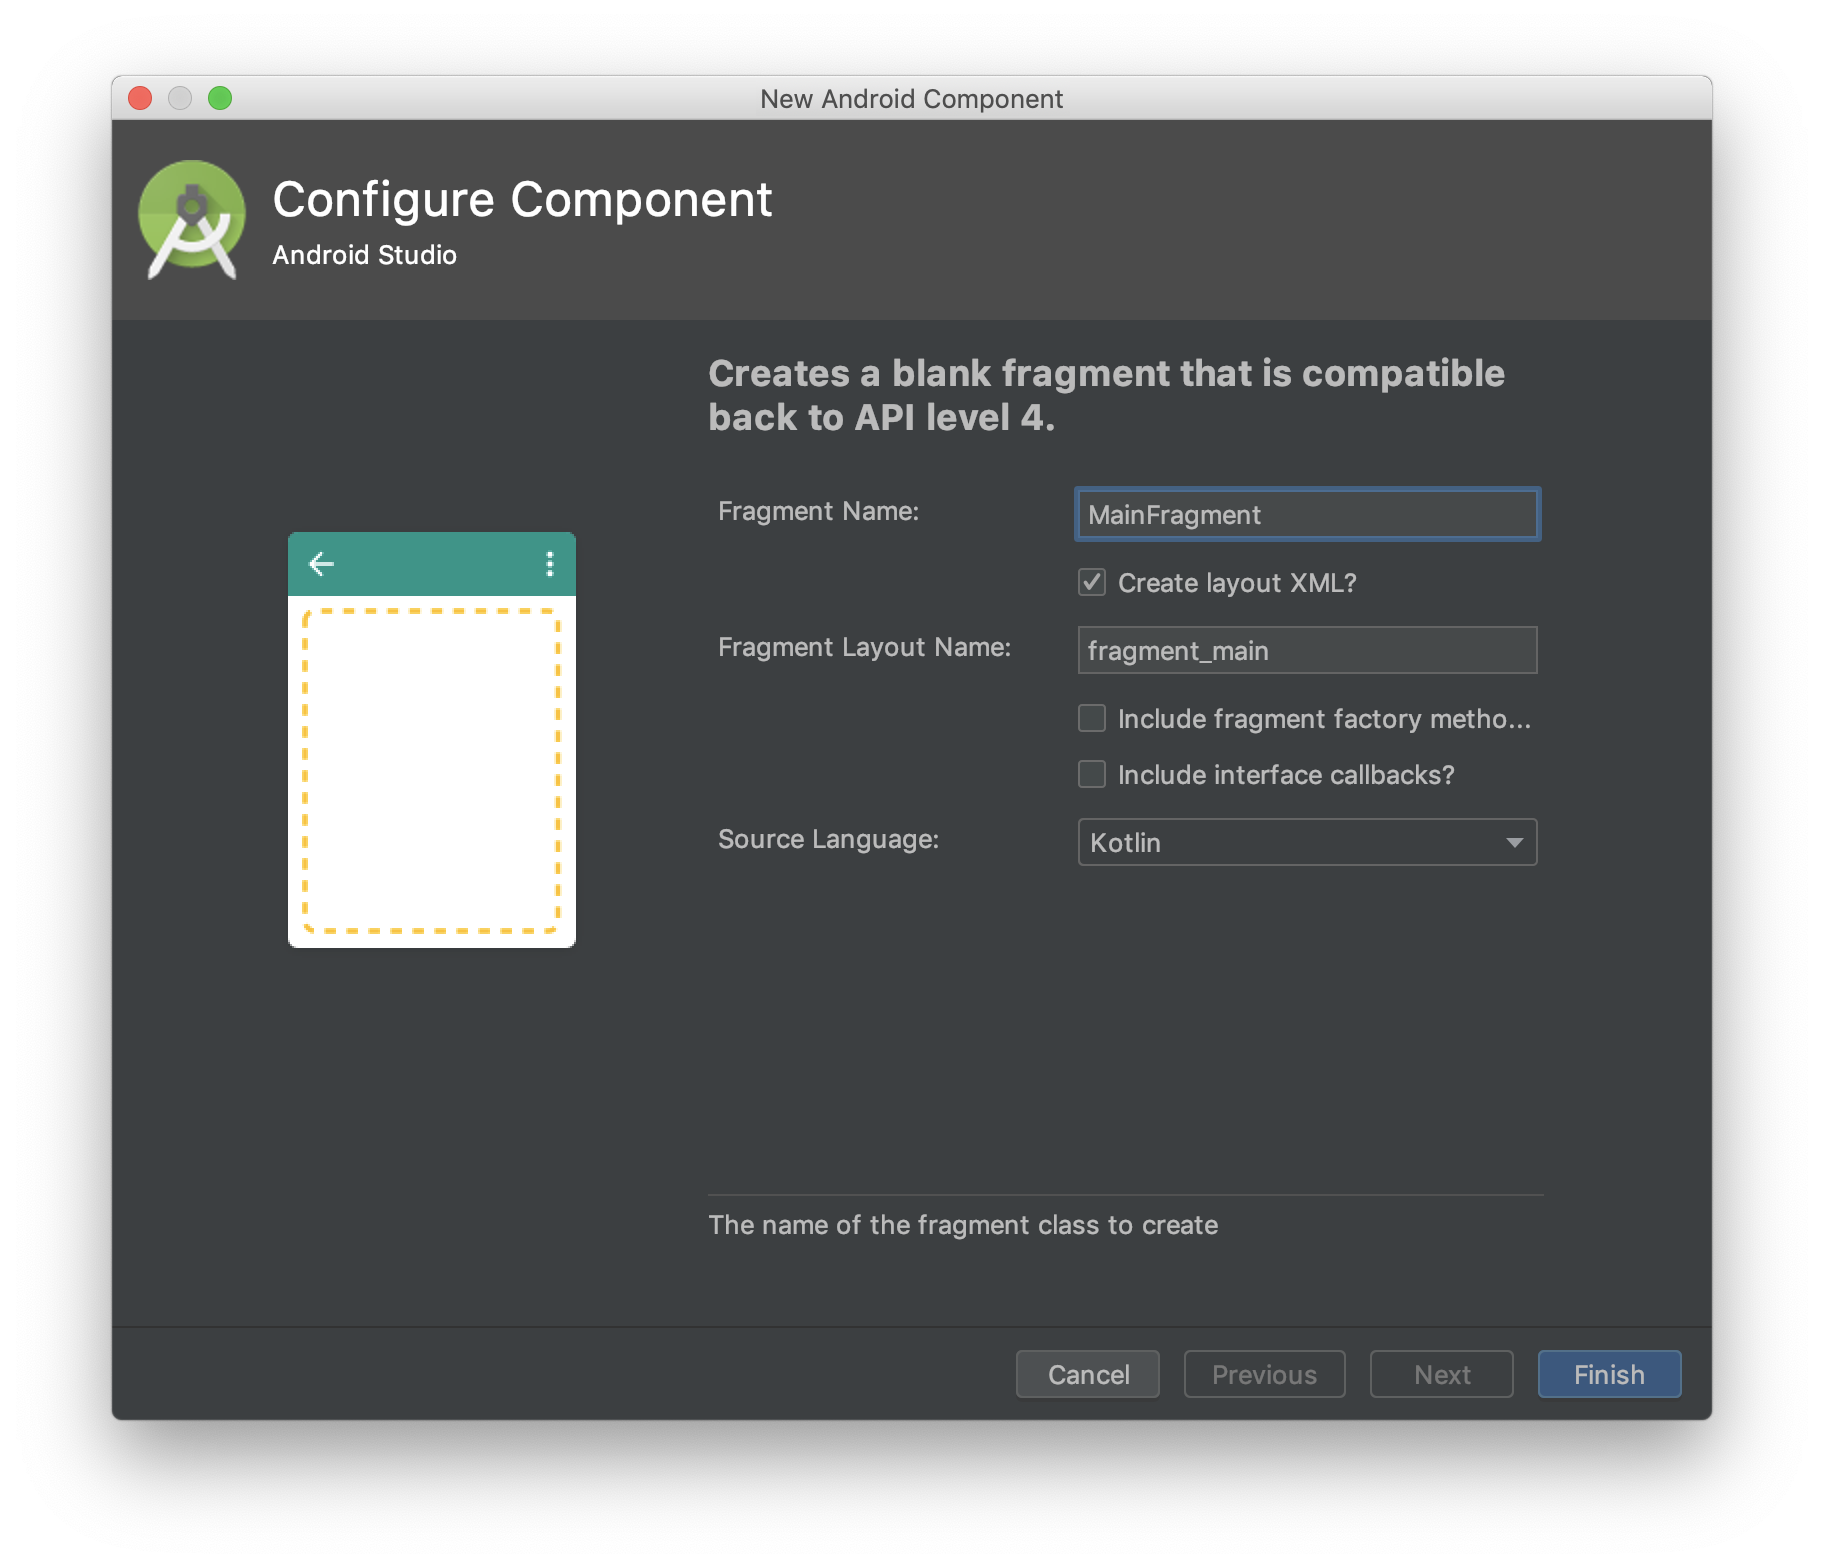 New Android Component
Configure Component
Android Studio
Creates a blank fragment that is compatible
back to API level 4.
Fragment Name:
MainFragment
Create layout XML?
Fragment Layout Name:
fragment_main
Include fragment factory metho...
Include interface callbacks?
Source Language:
Kotlin
The name of the fragment class to create
Cancel
Previous
Next
Finish